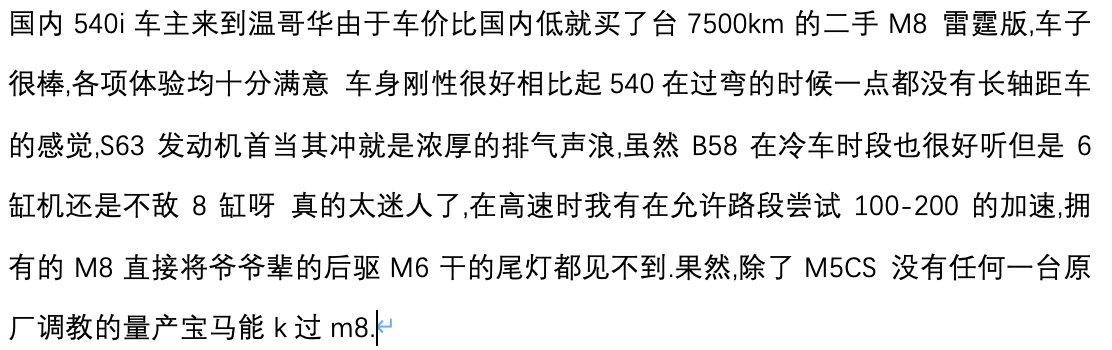 国内 540i 车主来到温哥华由于车价比国内低就买了台 7500km 的二手 M8 雷霆版,车子
很棒,各项体验均十分满意 车身刚性很好相比起 540 在过弯的时候一点都没有长轴距车
的感觉,S63 发动机首当其冲就是浓厚的排气声浪,虽然 B58 在冷车时段也很好听但是 6
缸机还是不敌 8 缸呀 真的太迷人了,在高速时我有在允许路段尝试 100-200 的加速,拥
有的 M8 直接将爷爷辈的后驱 M6 干的尾灯都见不到.果然,除了 M5CS 没有任何一台原
厂调教的量产宝马能 k 过 m8.